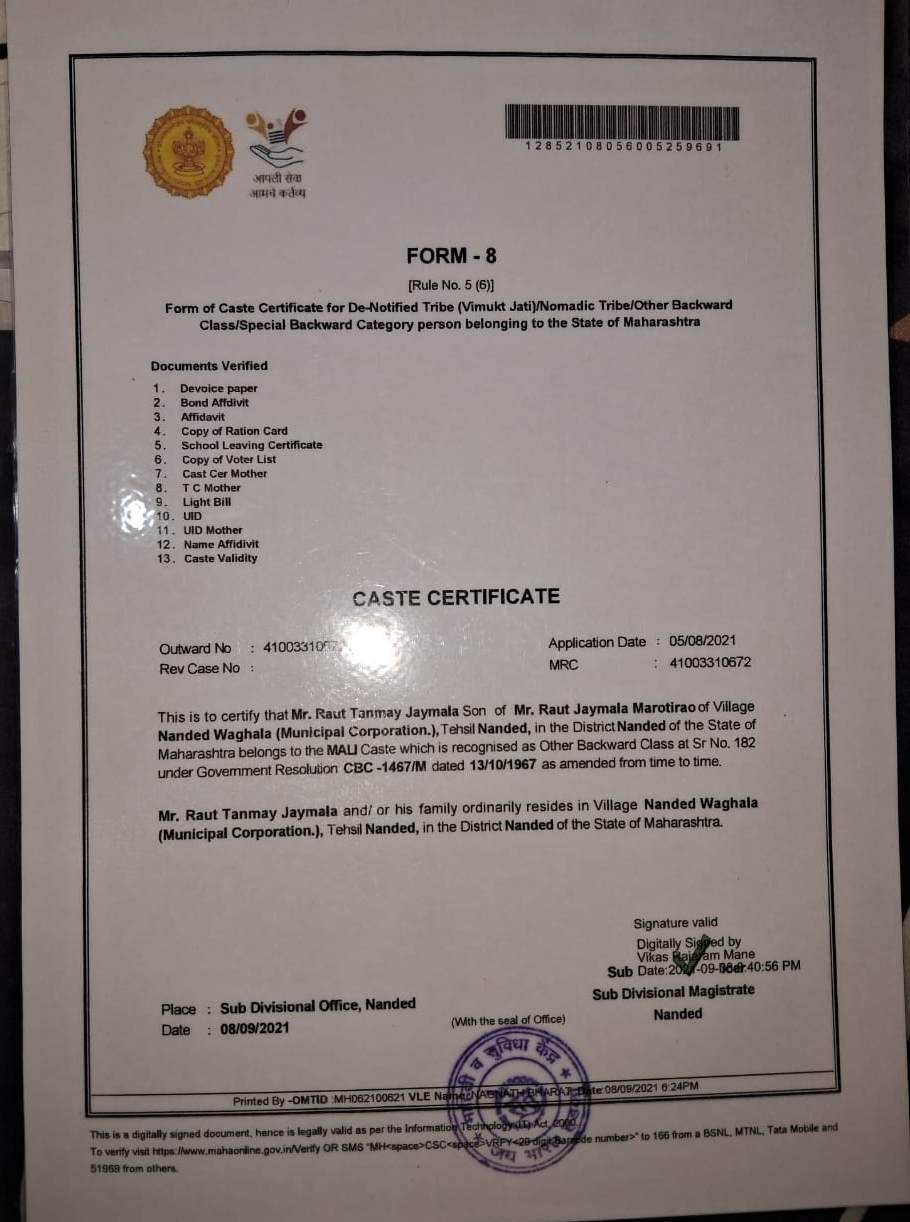 आपली सेवा
आमचे कर्तव्य
12852108056005259691
FORM - 8
[Rule No. 5 (6)]
Form of Caste Certificate for De-Notified Tribe (Vimukt Jati)/Nomadic Tribe/Other Backward
Class/Special Backward Category person belonging to the State of Maharashtra
Documents Verified
1. Devoice paper
2. Bond Affdivit
3. Affidavit
4. Copy of Ration Card
5. School Leaving Certificate
6. Copy of Voter List
7. Cast Cer Mother
8. T C Mother
9. Light Bill
10. UID
11. UID Mother
12. Name Affidivit
13. Caste Validity
CASTE CERTIFICATE
Outward No :
Application Date : 05/08/2021
Rev Case No :
MRC : 41003310672
This is to certify that Mr. Raut Tanmay Jaymala Son of Mr. Raut Jaymala Marotirao of Village
Nanded Waghala (Municipal Corporation.), Tehsil Nanded, in the District Nanded of the State of
Maharashtra belongs to the MALI Caste which is recognised as Other Backward Class at Sr No. 182
under Government Resolution CBC -1467/M dated 13/10/1967 as amended from time to time.
Mr. Raut Tanmay Jaymala and/ or his family ordinarily resides in Village Nanded Waghala
(Municipal Corporation.), Tehsil Nanded, in the District Nanded of the State of Maharashtra.
Signature valid
Digitally Signed by
Vikas Rajaram Mane
Sub Date: :40:56 PM
Sub Divisional Magistrate
Nanded
Place : Sub Divisional Office, Nanded
Date : 08/09/2021
(With the seal of Office)
व सुविधा केंद्र
Printed By -OMTID :MH062100621 VLE Name: NAGNATH BHARAT Date:08/09/2021 6:24PM
This is a digitally signed document, hence is legally valid as per the Information Technology (IT) Act, 2000.
To verify visit https://www.mahaonline.gov.in/Verify OR SMS "MH<space>CSC<space>VRPY<20 digit Barcode number>" to 166 from a BSNL, MTNL, Tata Mobile and
51969 from others.